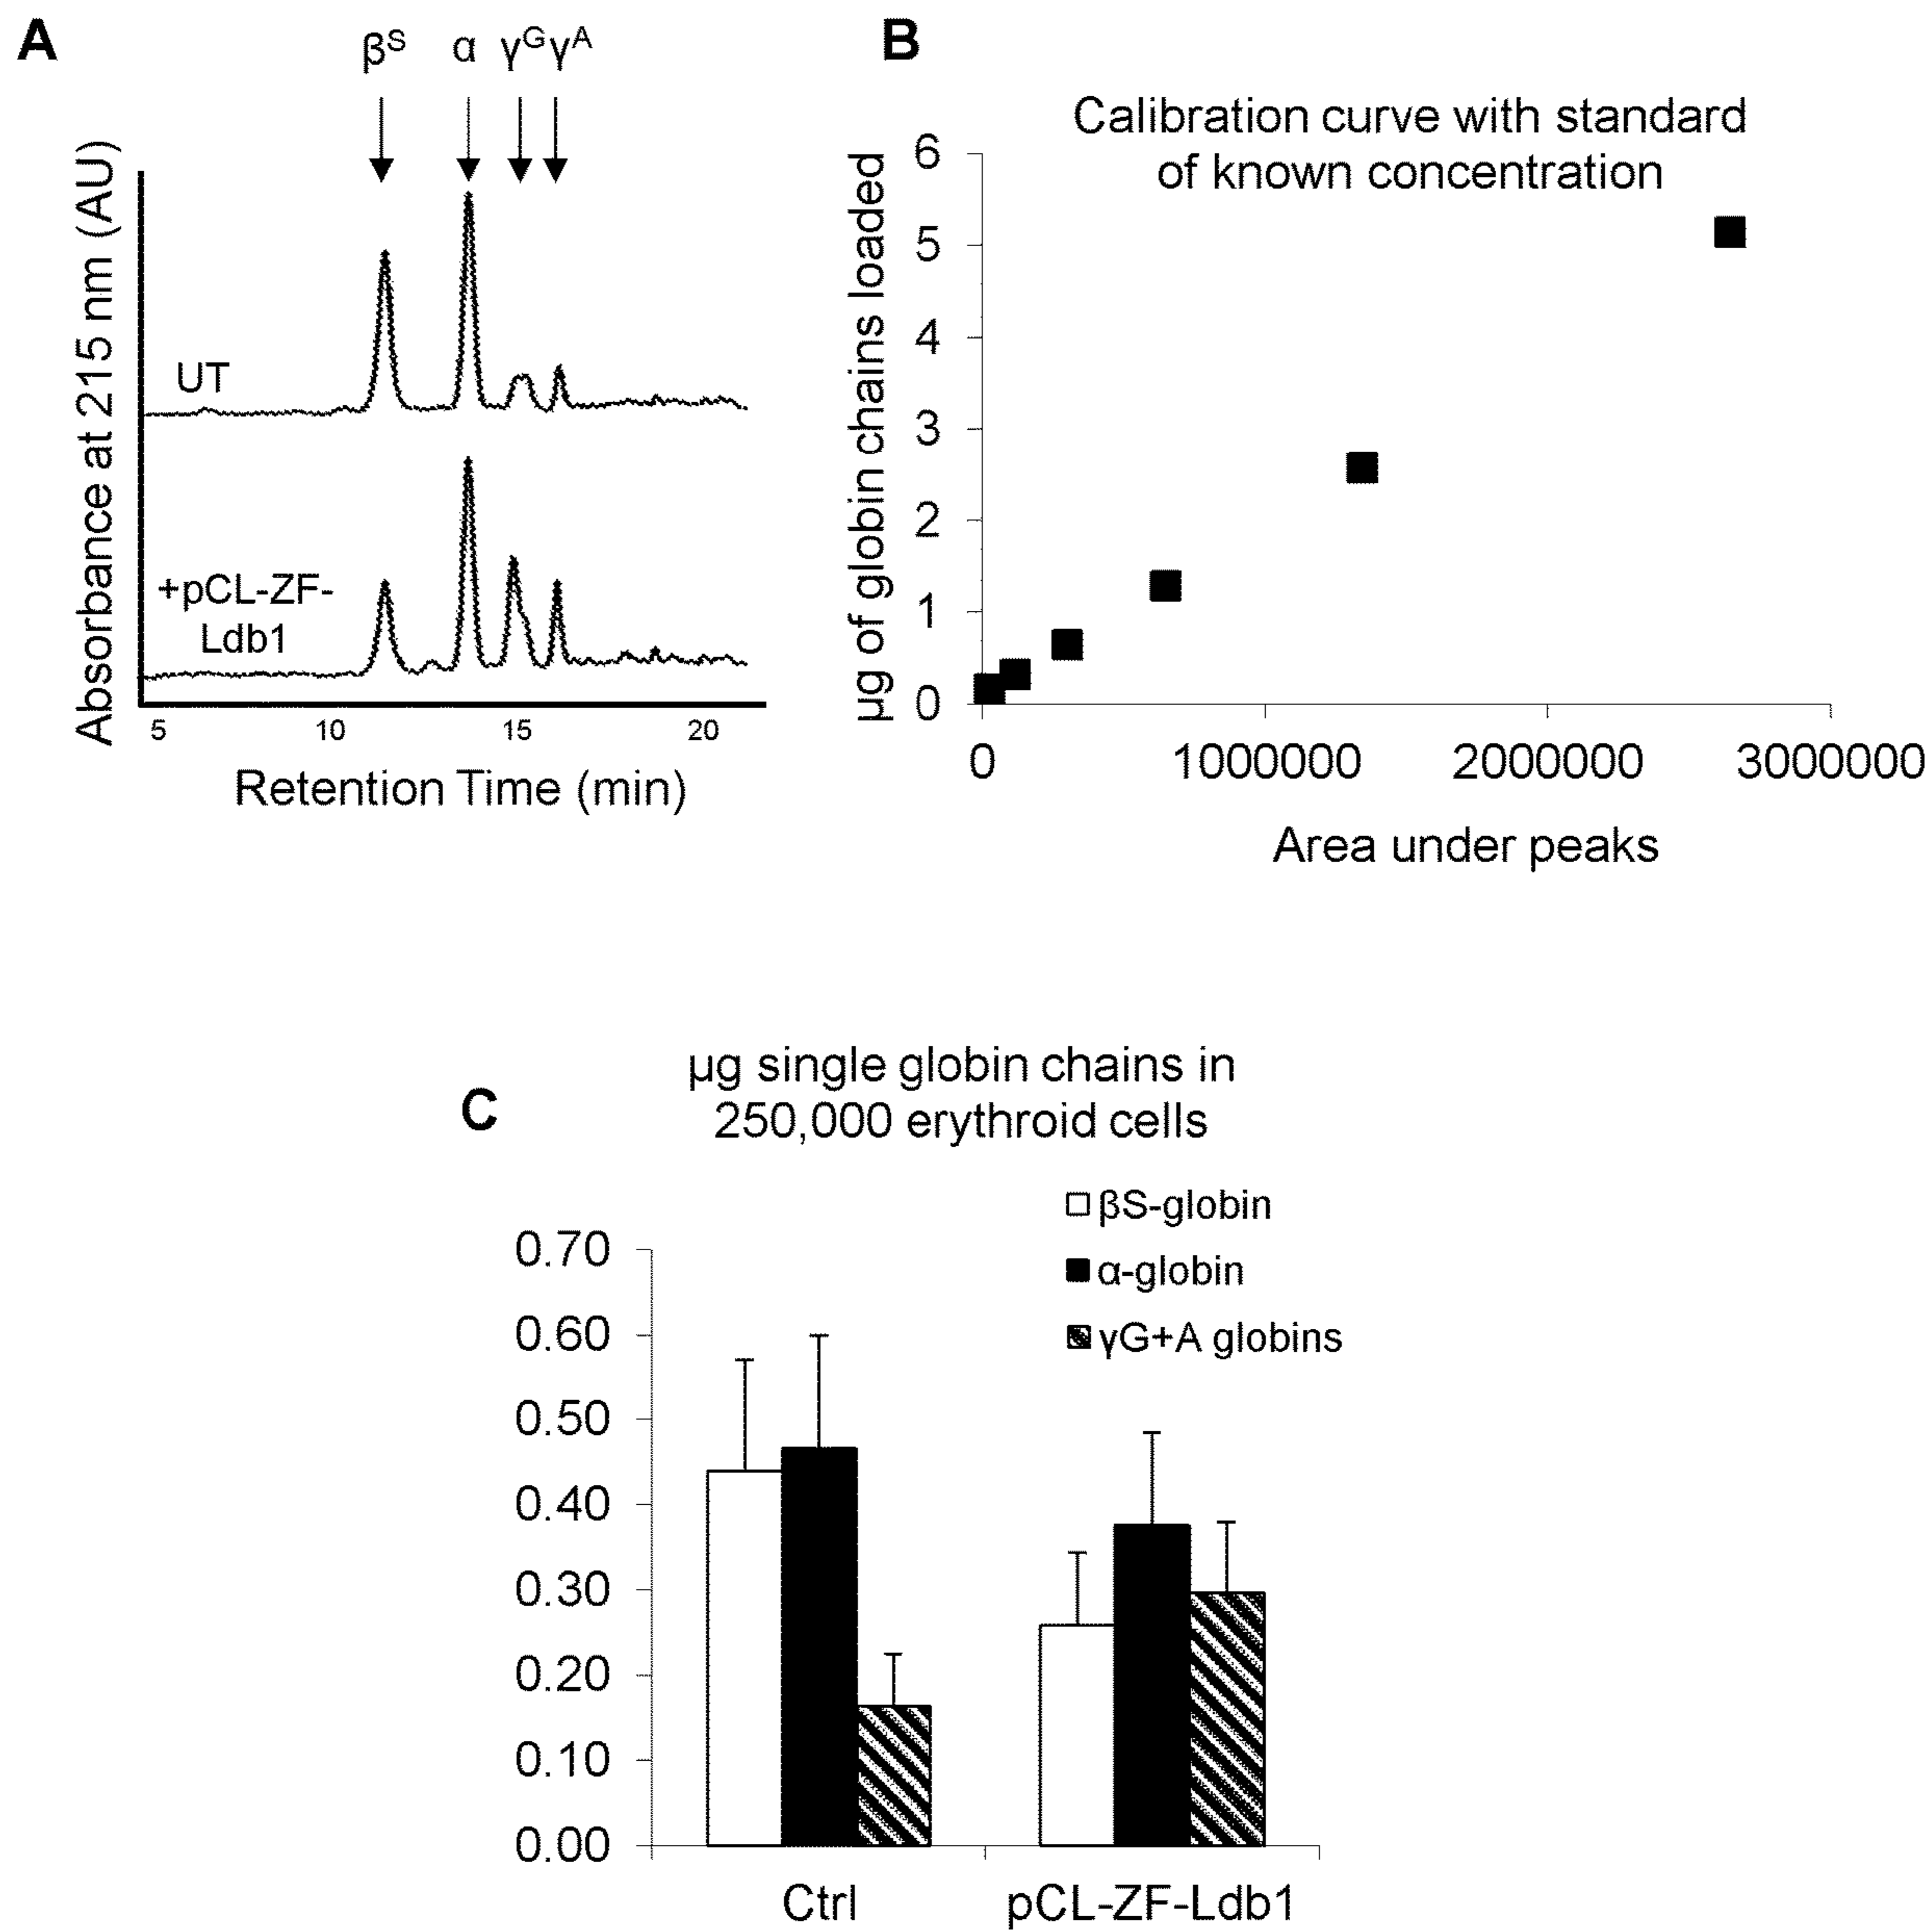 A
βS α γG γA
Absorbance at 215 nm (AU)
UT
+pCL-ZF-
Ldb1
5 10 15 20
Retention Time (min)
B
Calibration curve with standard
of known concentration
µg of globin chains loaded
6
5
4
3
2
1
0
0 1000000 2000000 3000000
Area under peaks
C
µg single globin chains in
250,000 erythroid cells
βS-globin
α-globin
γG+A globins
0.70
0.60
0.50
0.40
0.30
0.20
0.10
0.00
Ctrl pCL-ZF-Ldb1